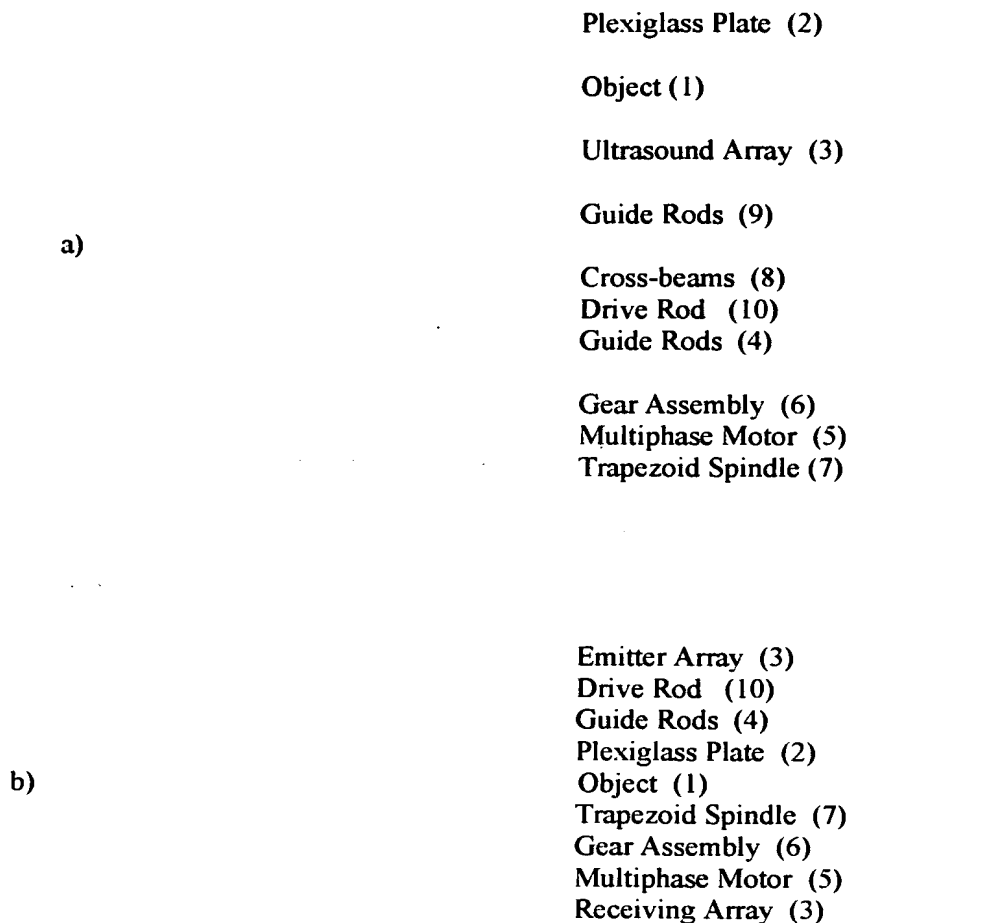 Plexiglass Plate (2)
Object (1)
Ultrasound Array (3)
Guide Rods (9)
a)
Cross-beams (8)
Drive Rod (10)
Guide Rods (4)
Gear Assembly (6)
Multiphase Motor (5)
Trapezoid Spindle (7)
Emitter Array (3)
Drive Rod (10)
Guide Rods (4)
Plexiglass Plate (2)
b) Object (1)
Trapezoid Spindle (7)
Gear Assembly (6)
Multiphase Motor (5)
Receiving Array (3)